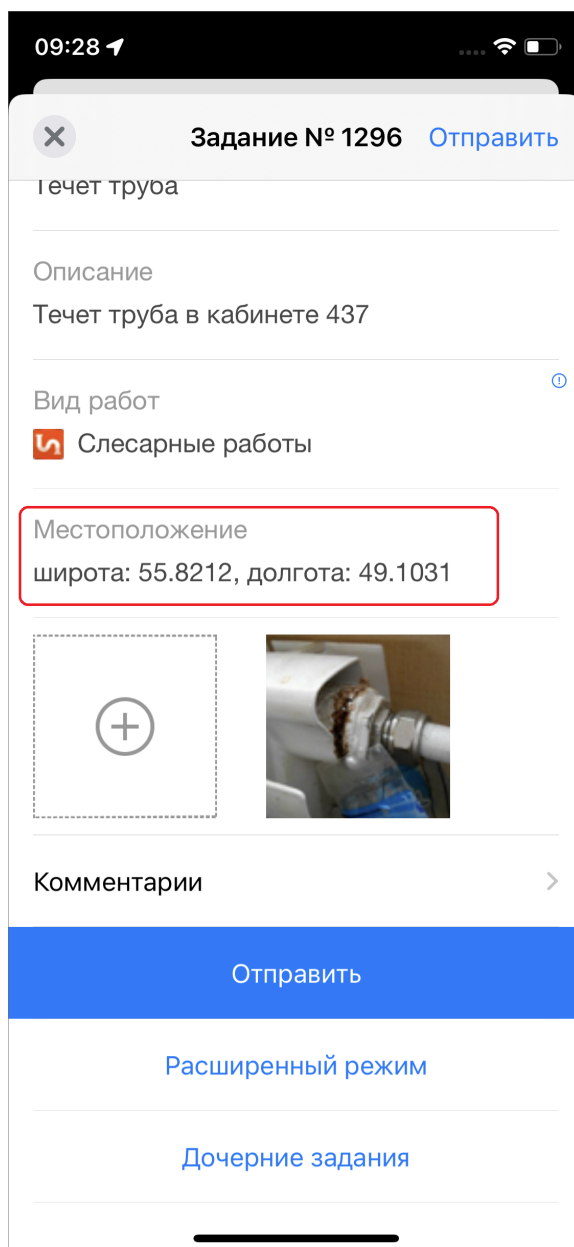 09:28
Задание № 1296 Отправить
Течет труба
Описание
Течет труба в кабинете 437
Вид работ
Слесарные работы
Местоположение
широта: 55.8212, долгота: 49.1031
Комментарии
Отправить
Расширенный режим
Дочерние задания